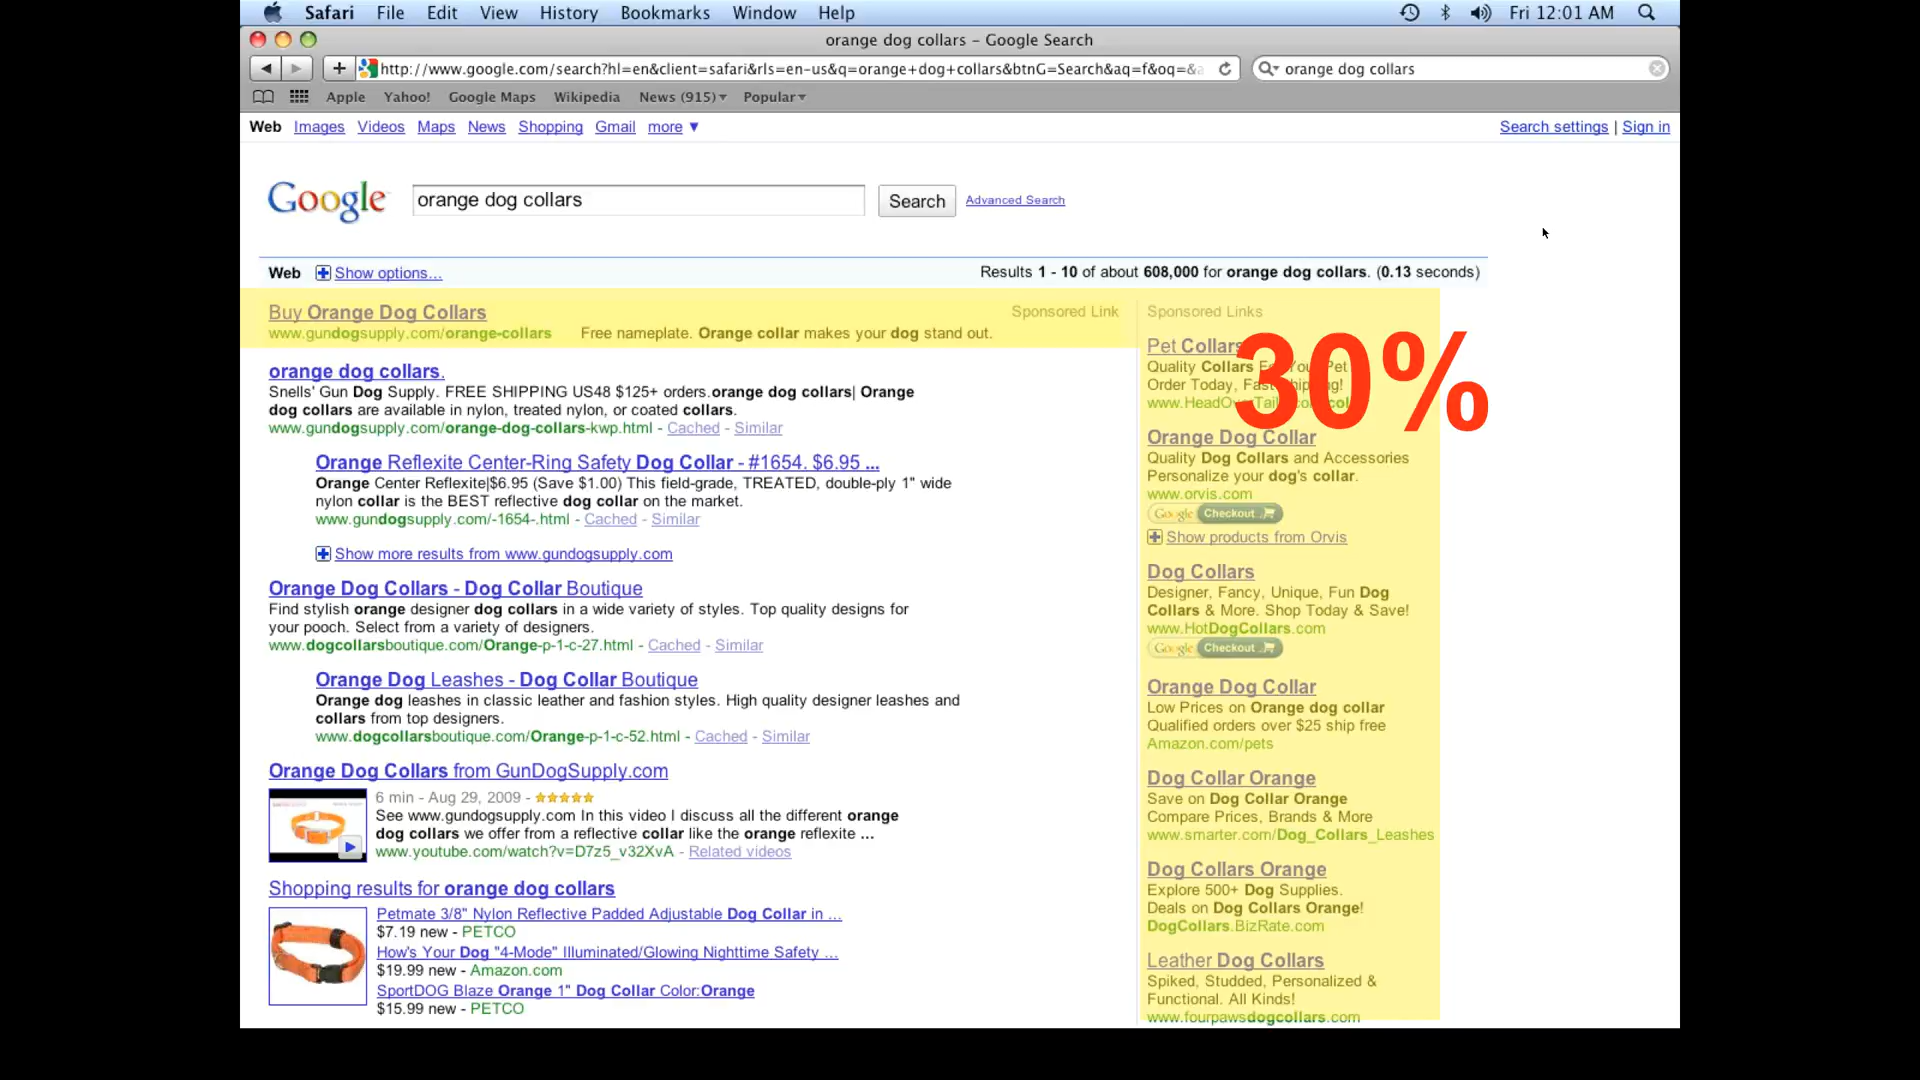 Safari File Edit View History Bookmarks Window Help Fri 12:01 AM
orange dog collars – Google Search
http://www.google.com/search?hl=en&client=safari&rls=en-us&q=orange+dog+collars&btnG=Search&aq=f&oq=& orange dog collars
Apple Yahoo! Google Maps Wikipedia News (915)▾ Popular▾
Web Images Videos Maps News Shopping Gmail more ▼ Search settings | Sign in
Google orange dog collars Search Advanced Search
Web Show options... Results 1 - 10 of about 608,000 for orange dog collars. (0.13 seconds)
Buy Orange Dog Collars Sponsored Link
www.gundogsupply.com/orange-collars Free nameplate. Orange collar makes your dog stand out.
orange dog collars.
Snells' Gun Dog Supply. FREE SHIPPING US48 $125+ orders.orange dog collars| Orange
dog collars are available in nylon, treated nylon, or coated collars.
www.gundogsupply.com/orange-dog-collars-kwp.html - Cached - Similar
Orange Reflexite Center-Ring Safety Dog Collar - #1654. $6.95 ...
Orange Center Reflexite|$6.95 (Save $1.00) This field-grade, TREATED, double-ply 1" wide
nylon collar is the BEST reflective dog collar on the market.
www.gundogsupply.com/-1654-.html - Cached - Similar
Show more results from www.gundogsupply.com
Orange Dog Collars - Dog Collar Boutique
Find stylish orange designer dog collars in a wide variety of styles. Top quality designs for
your pooch. Select from a variety of designers.
www.dogcollarsboutique.com/Orange-p-1-c-27.html - Cached - Similar
Orange Dog Leashes - Dog Collar Boutique
Orange dog leashes in classic leather and fashion styles. High quality designer leashes and
collars from top designers.
www.dogcollarsboutique.com/Orange-p-1-c-52.html - Cached - Similar
Orange Dog Collars from GunDogSupply.com
6 min - Aug 29, 2009 - ★★★★★
See www.gundogsupply.com In this video I discuss all the different orange
dog collars we offer from a reflective collar like the orange reflexite ...
www.youtube.com/watch?v=D7z5_v32XvA - Related videos
Shopping results for orange dog collars
Petmate 3/8" Nylon Reflective Padded Adjustable Dog Collar in ...
$7.19 new - PETCO
How's Your Dog "4-Mode" Illuminated/Glowing Nighttime Safety ...
$19.99 new - Amazon.com
SportDOG Blaze Orange 1" Dog Collar Color:Orange
$15.99 new - PETCO
Sponsored Links
30%
Pet Collars
Quality Collars For Your Pet
Order Today, Fast Shipping!
Orange Dog Collar
Quality Dog Collars and Accessories
Personalize your dog's collar.
www.orvis.com
Google Checkout
Show products from Orvis
Dog Collars
Designer, Fancy, Unique, Fun Dog
Collars & More. Shop Today & Save!
www.HotDogCollars.com
Google Checkout
Orange Dog Collar
Low Prices on Orange dog collar
Qualified orders over $25 ship free
Amazon.com/pets
Dog Collar Orange
Save on Dog Collar Orange
Compare Prices, Brands & More
www.smarter.com/Dog_Collars_Leashes
Dog Collars Orange
Explore 500+ Dog Supplies.
Deals on Dog Collars Orange!
DogCollars.BizRate.com
Leather Dog Collars
Spiked, Studded, Personalized &
Functional. All Kinds!
www.fourpawsdogcollars.com